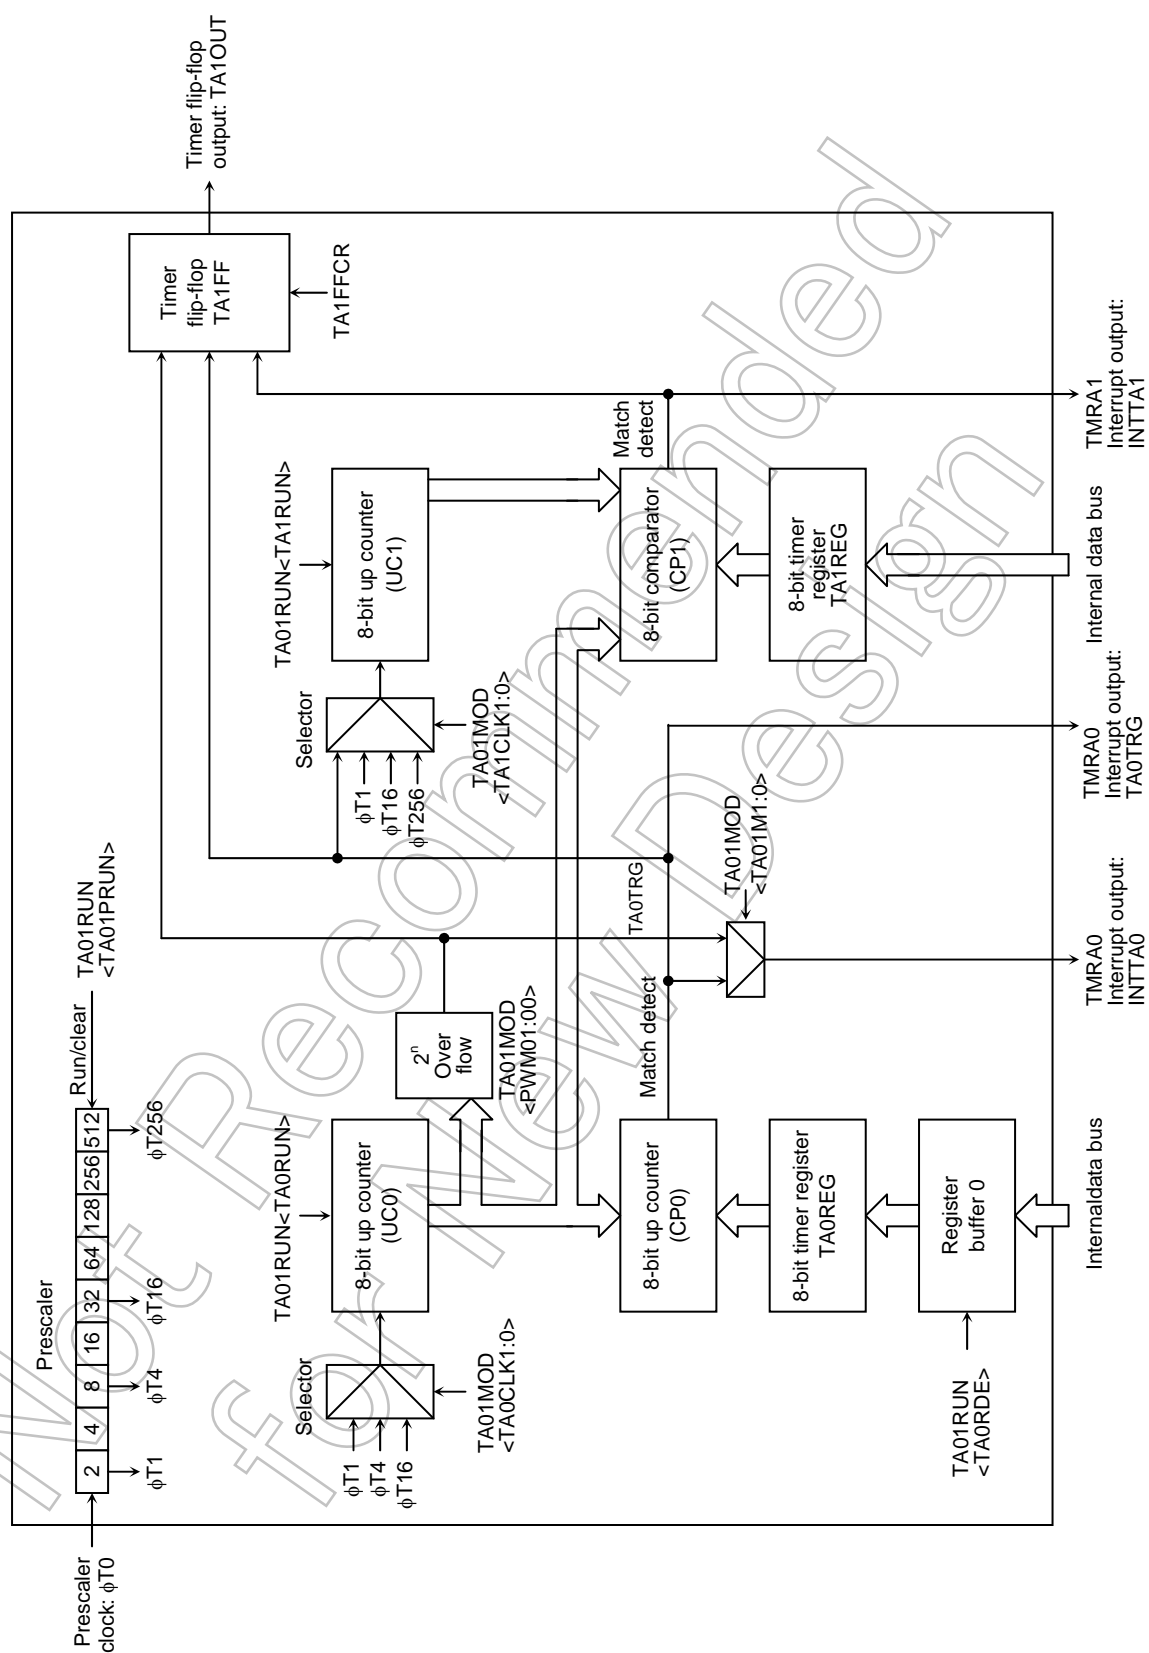 Prescaler
clock: ϕT0
Prescaler
2 4 8 16 32 64 128 256 512
Run/clear
TA01RUN
<TA01PRUN>
ϕT1
ϕT4
ϕT16
ϕT256
Timer flip-flop
output: TA1OUT
Timer
flip-flop
TA1FF
TA1FFCR
Selector
ϕT1
ϕT4
ϕT16
TA01MOD
<TA0CLK1:0>
TA01RUN<TA0RUN>
8-bit up counter
(UC0)
2n
Over
flow
TA01MOD
<PWM01:00>
Selector
ϕT1
ϕT16
ϕT256
TA01MOD
<TA1CLK1:0>
TA01RUN<TA1RUN>
8-bit up counter
(UC1)
8-bit up counter
(CP0)
Match detect
TA0TRG
8-bit comparator
(CP1)
Match
detect
8-bit timer register
TA0REG
TA01MOD
<TA01M1:0>
8-bit timer
register
TA1REG
Register
buffer 0
TA01RUN
<TA0RDE>
Internaldata bus
TMRA0
Interrupt output:
INTTA0
TMRA0
Interrupt output:
TA0TRG
Internal data bus
TMRA1
Interrupt output:
INTTA1
Not Recommended
for New Design